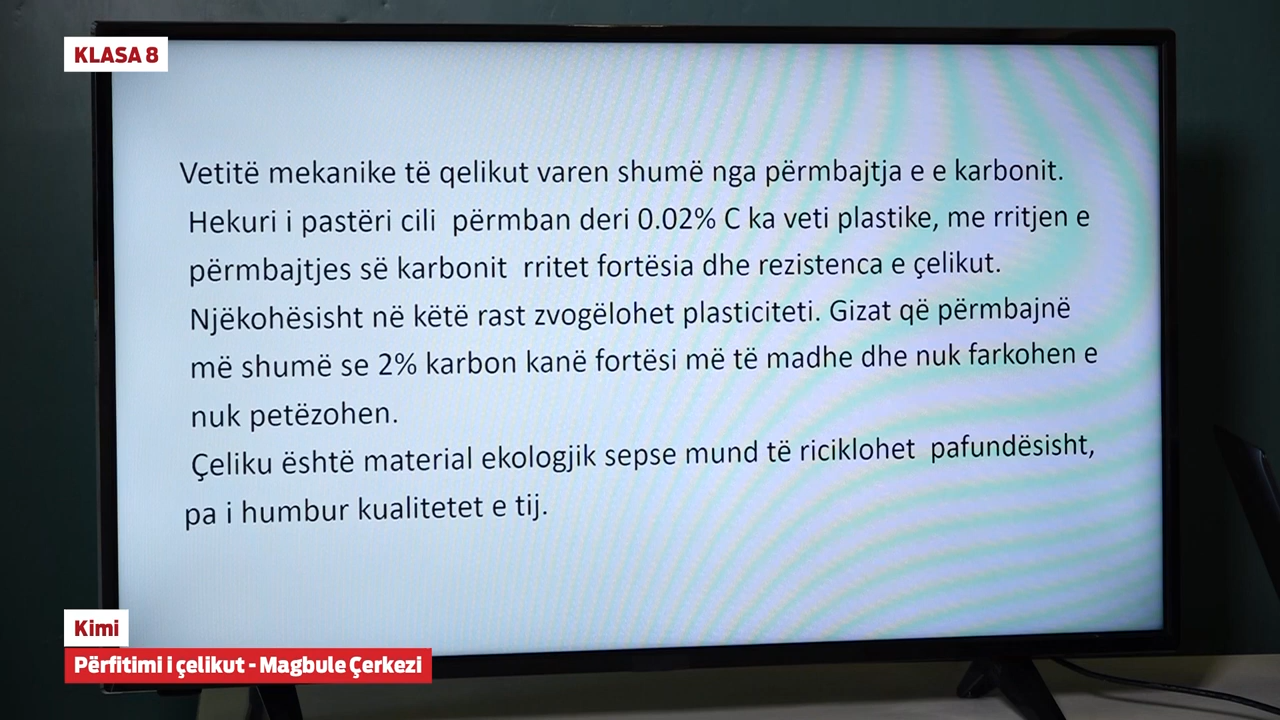 KLASA 8
Vetitë mekanike të qelikut varen shumë nga përmbajtja e e karbonit.
Hekuri i pastëri cili përmban deri 0.02% C ka veti plastike, me rritjen e
përmbajtjes së karbonit rritet fortësia dhe rezistenca e çelikut.
Njëkohësisht në këtë rast zvogëlohet plasticiteti. Gizat që përmbajnë
më shumë se 2% karbon kanë fortësi më të madhe dhe nuk farkohen e
nuk petëzohen.
Çeliku është material ekologjik sepse mund të riciklohet pafundësisht,
pa i humbur kualitetet e tij.
Kimi
Përfitimi i çelikut - Magbule Çerkezi